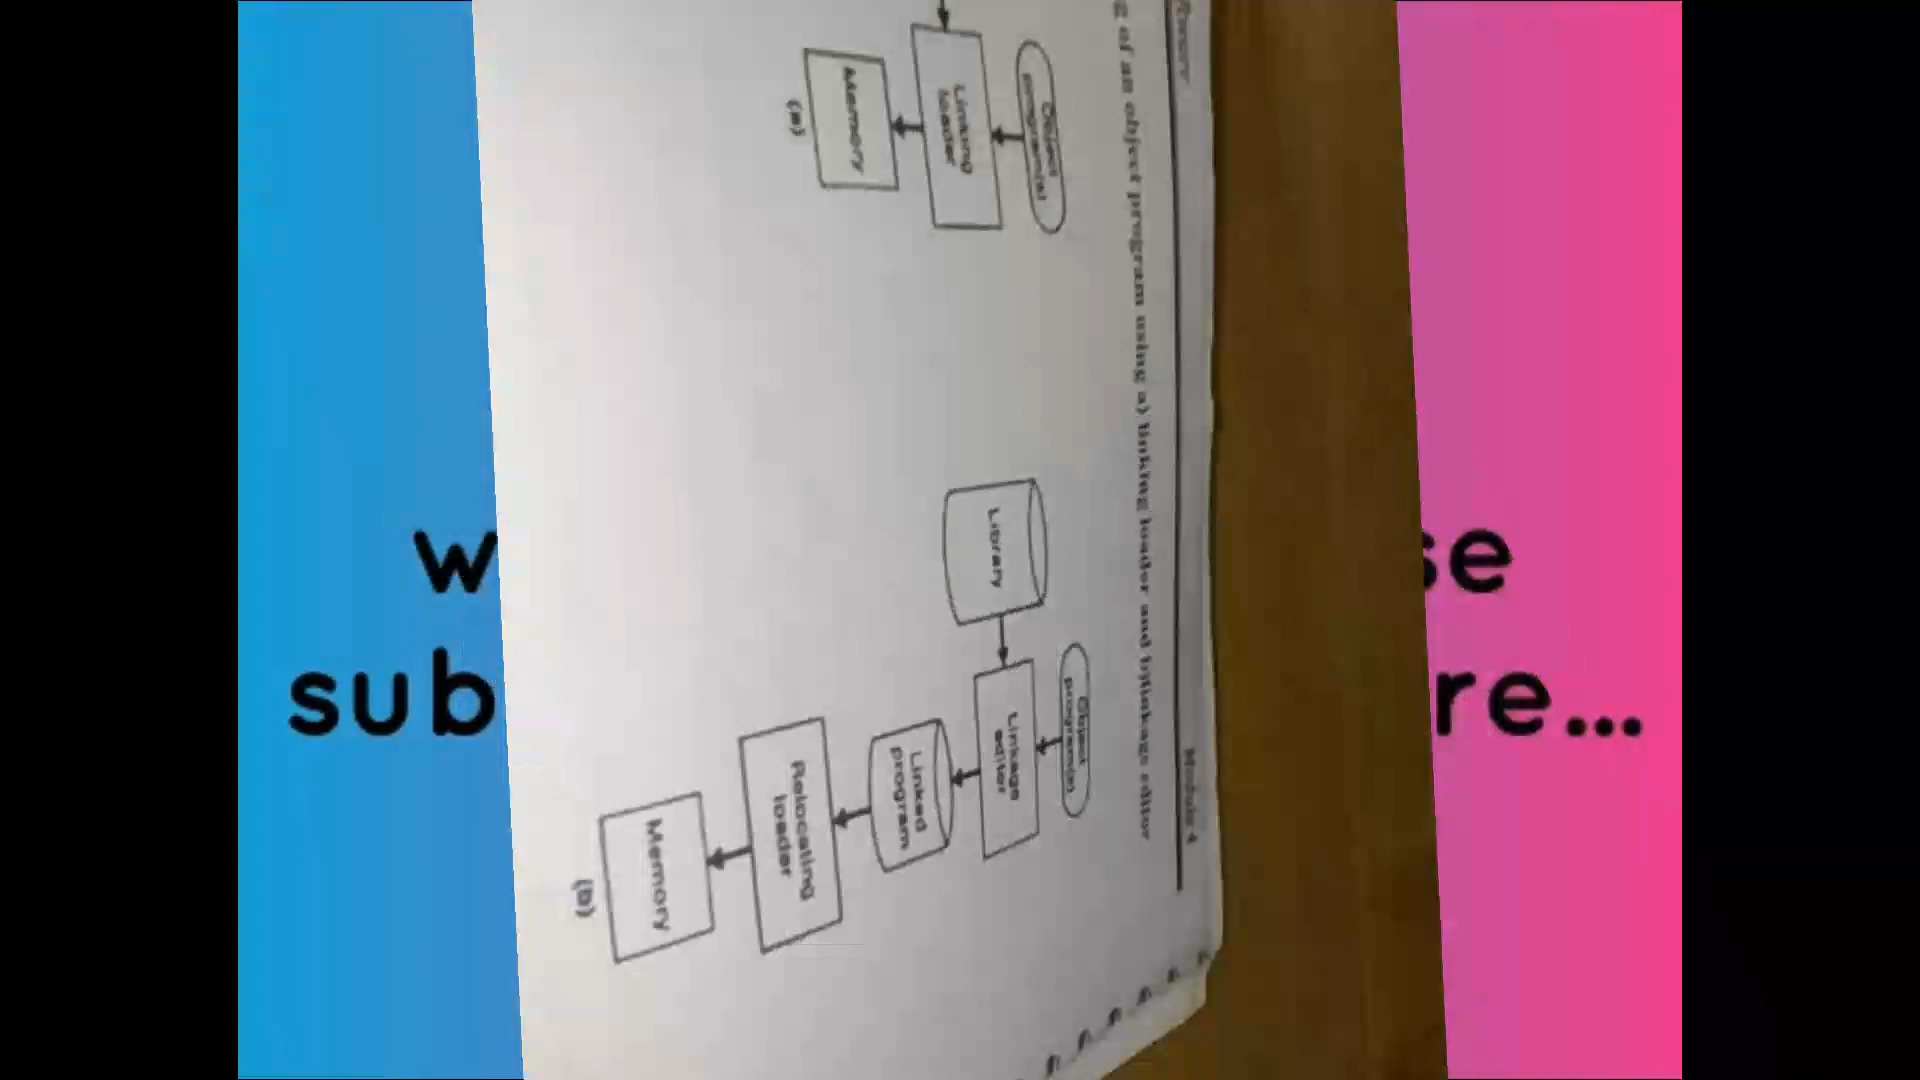 Module 4
g of an object program using a) linking loader and b)linkage editor
Object
program(s)
Linking
loader
Memory
(a)
Library
Object
program(s)
Linkage
editor
Linked
program
Relocating
loader
Memory
(b)
w
se
sub
re...